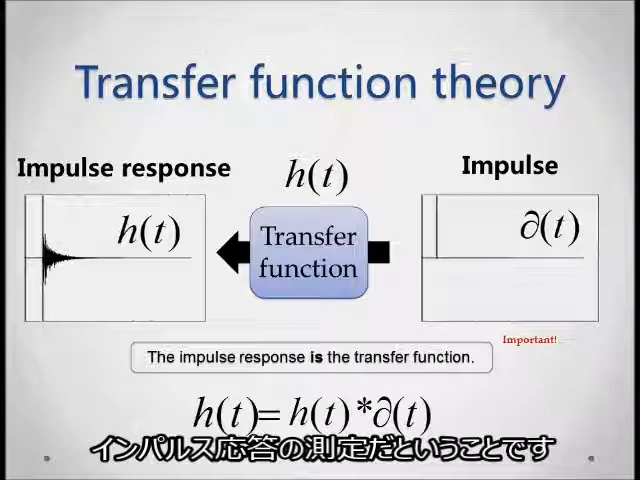 Transfer function theory
Impulse response
h(t)
Impulse
h(t)
Transfer
function
∂(t)
Important!
The impulse response is the transfer function.
h(t)= h(t)*∂(t)
インパルス応答の測定だということです